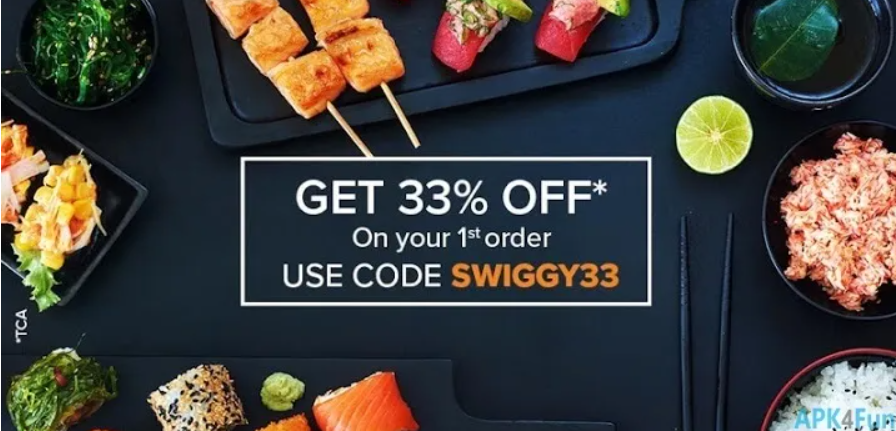 GET 33% OFF*
On your 1st order
USE CODE SWIGGY33
*TCA
APK4Fun